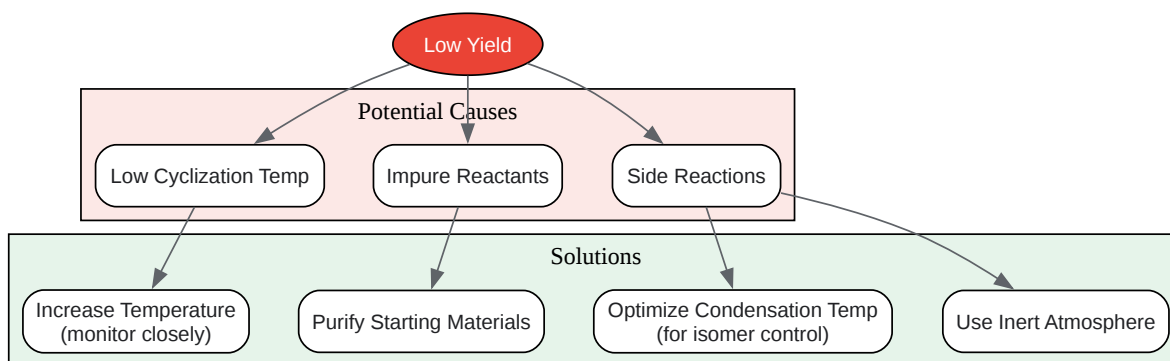 Low Yield
Potential Causes
Low Cyclization Temp
Impure Reactants
Side Reactions
Solutions
Increase Temperature
(monitor closely)
Purify Starting Materials
Optimize Condensation Temp
(for isomer control)
Use Inert Atmosphere